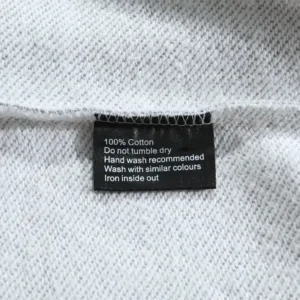 100% Cotton
Do not tumble dry
Hand wash recommended
Wash with similar colours
Iron inside out